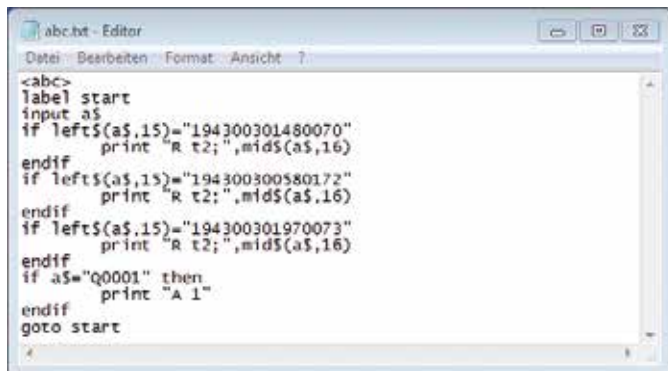 abc.txt - Editor
Datei Bearbeiten Format Ansicht ?
<abc>
label start
input a$
if left$(a$,15)="194300301480070"
print "R t2;",mid$(a$,16)
endif
if left$(a$,15)="194300300580172"
print "R t2;",mid$(a$,16)
endif
if left$(a$,15)="194300301970073"
print "R t2;",mid$(a$,16)
endif
if a$="Q0001" then
print "A 1"
endif
goto start